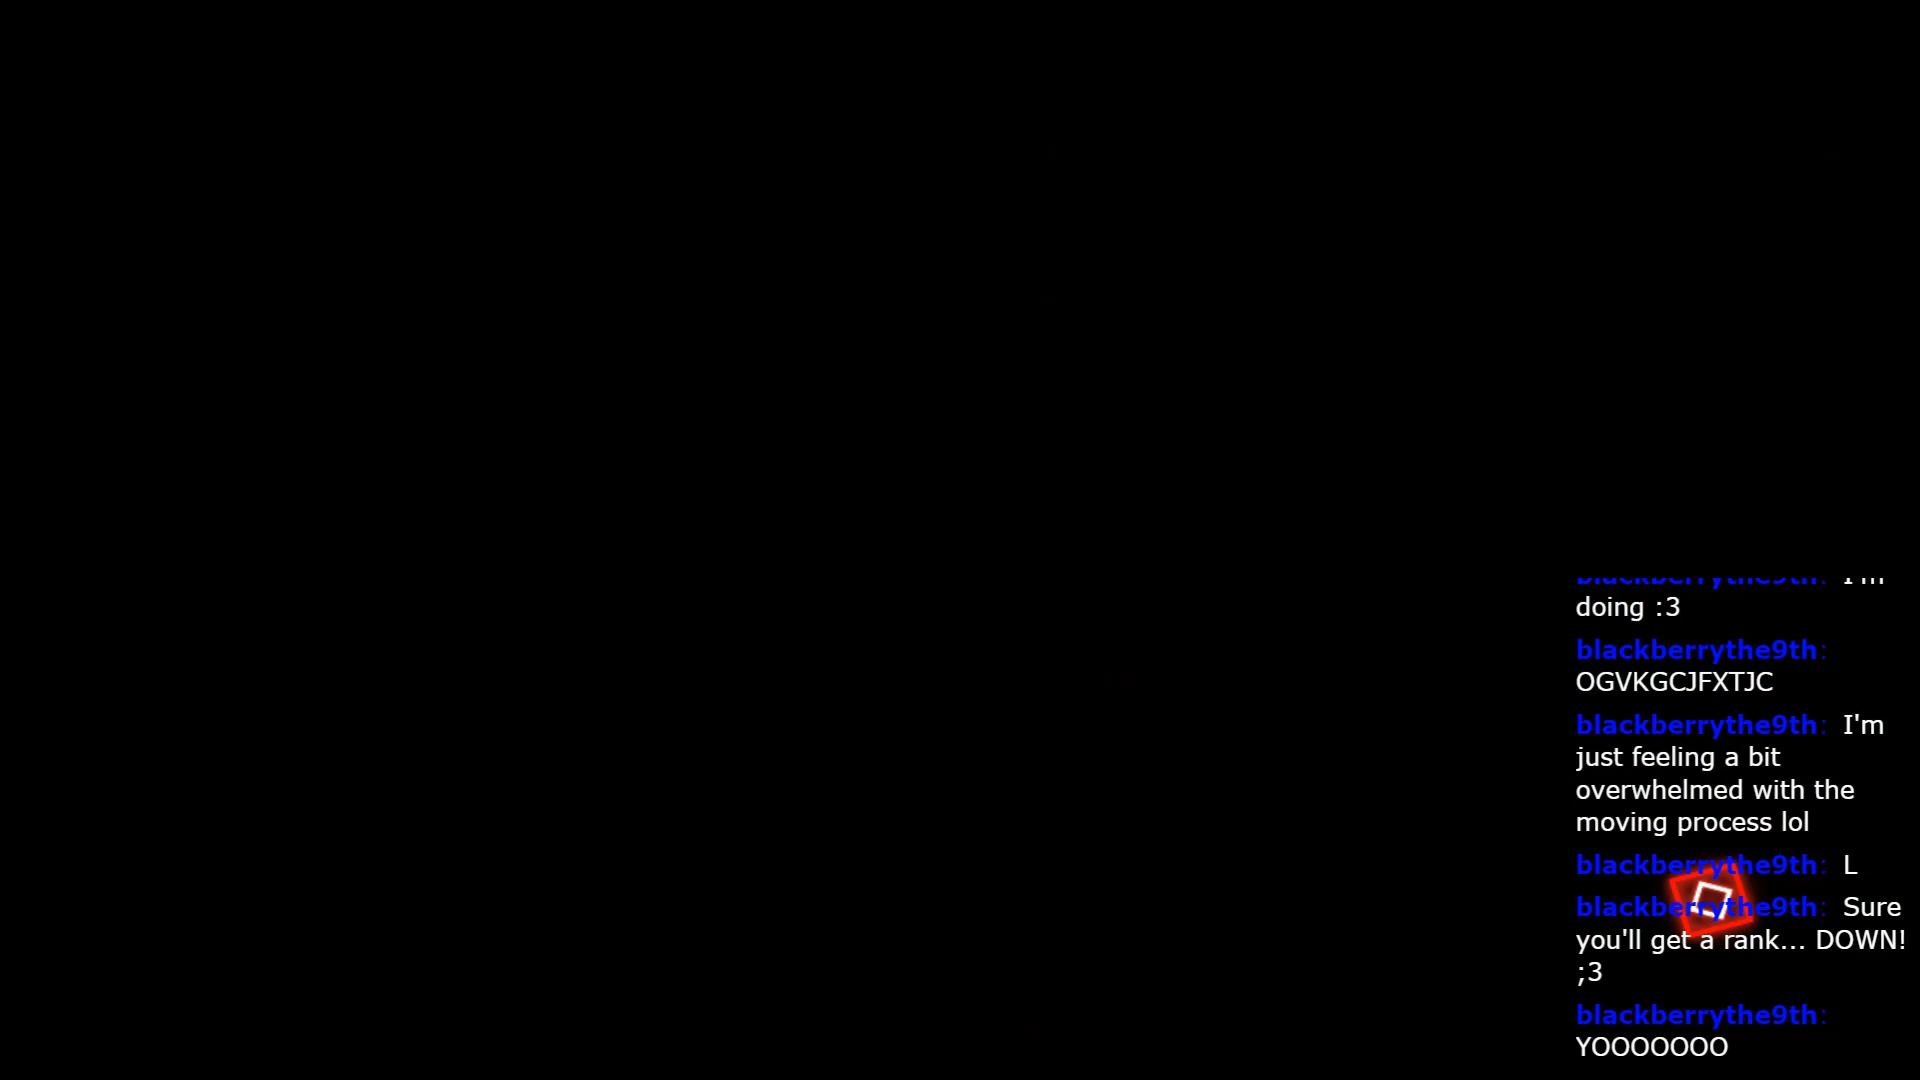 blackberrythe9th: I'm
doing :3
blackberrythe9th:
OGVKGCJFXTJC
blackberrythe9th: I'm
just feeling a bit
overwhelmed with the
moving process lol
blackberrythe9th: L
blackberrythe9th: Sure
you'll get a rank... DOWN!
;3
blackberrythe9th:
YOOOOOOO